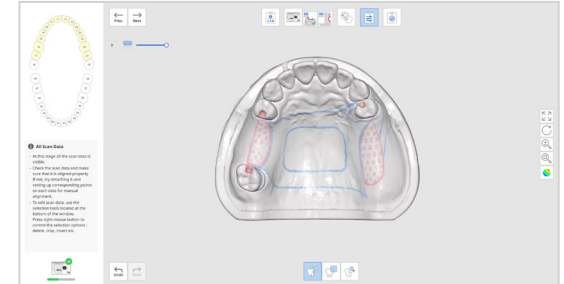 Prev.
Next
All Scan Data
- At this stage all the scan data is
visible.
- Check the scan data and make
sure that it is aligned properly.
If not, try detaching it and
setting up corresponding points
on each data for manual
alignment.
- To edit scan data, use the
selection tools located at the
bottom of the window.
Press right mouse button to
control the selection options :
delete, crop, invert etc.
Undo